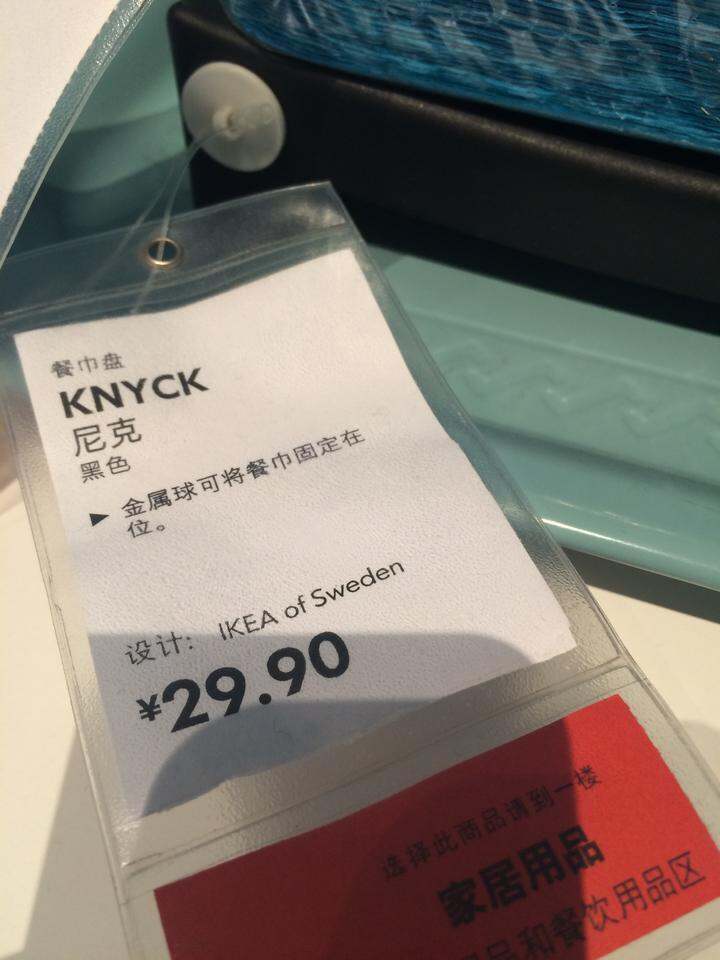 餐巾盘
KNYCK
尼克
黑色
► 金属球可将餐巾固定在
位。
设计: IKEA of Sweden
¥29.90
选择此商品请到一楼
家居用品
品和餐饮用品区